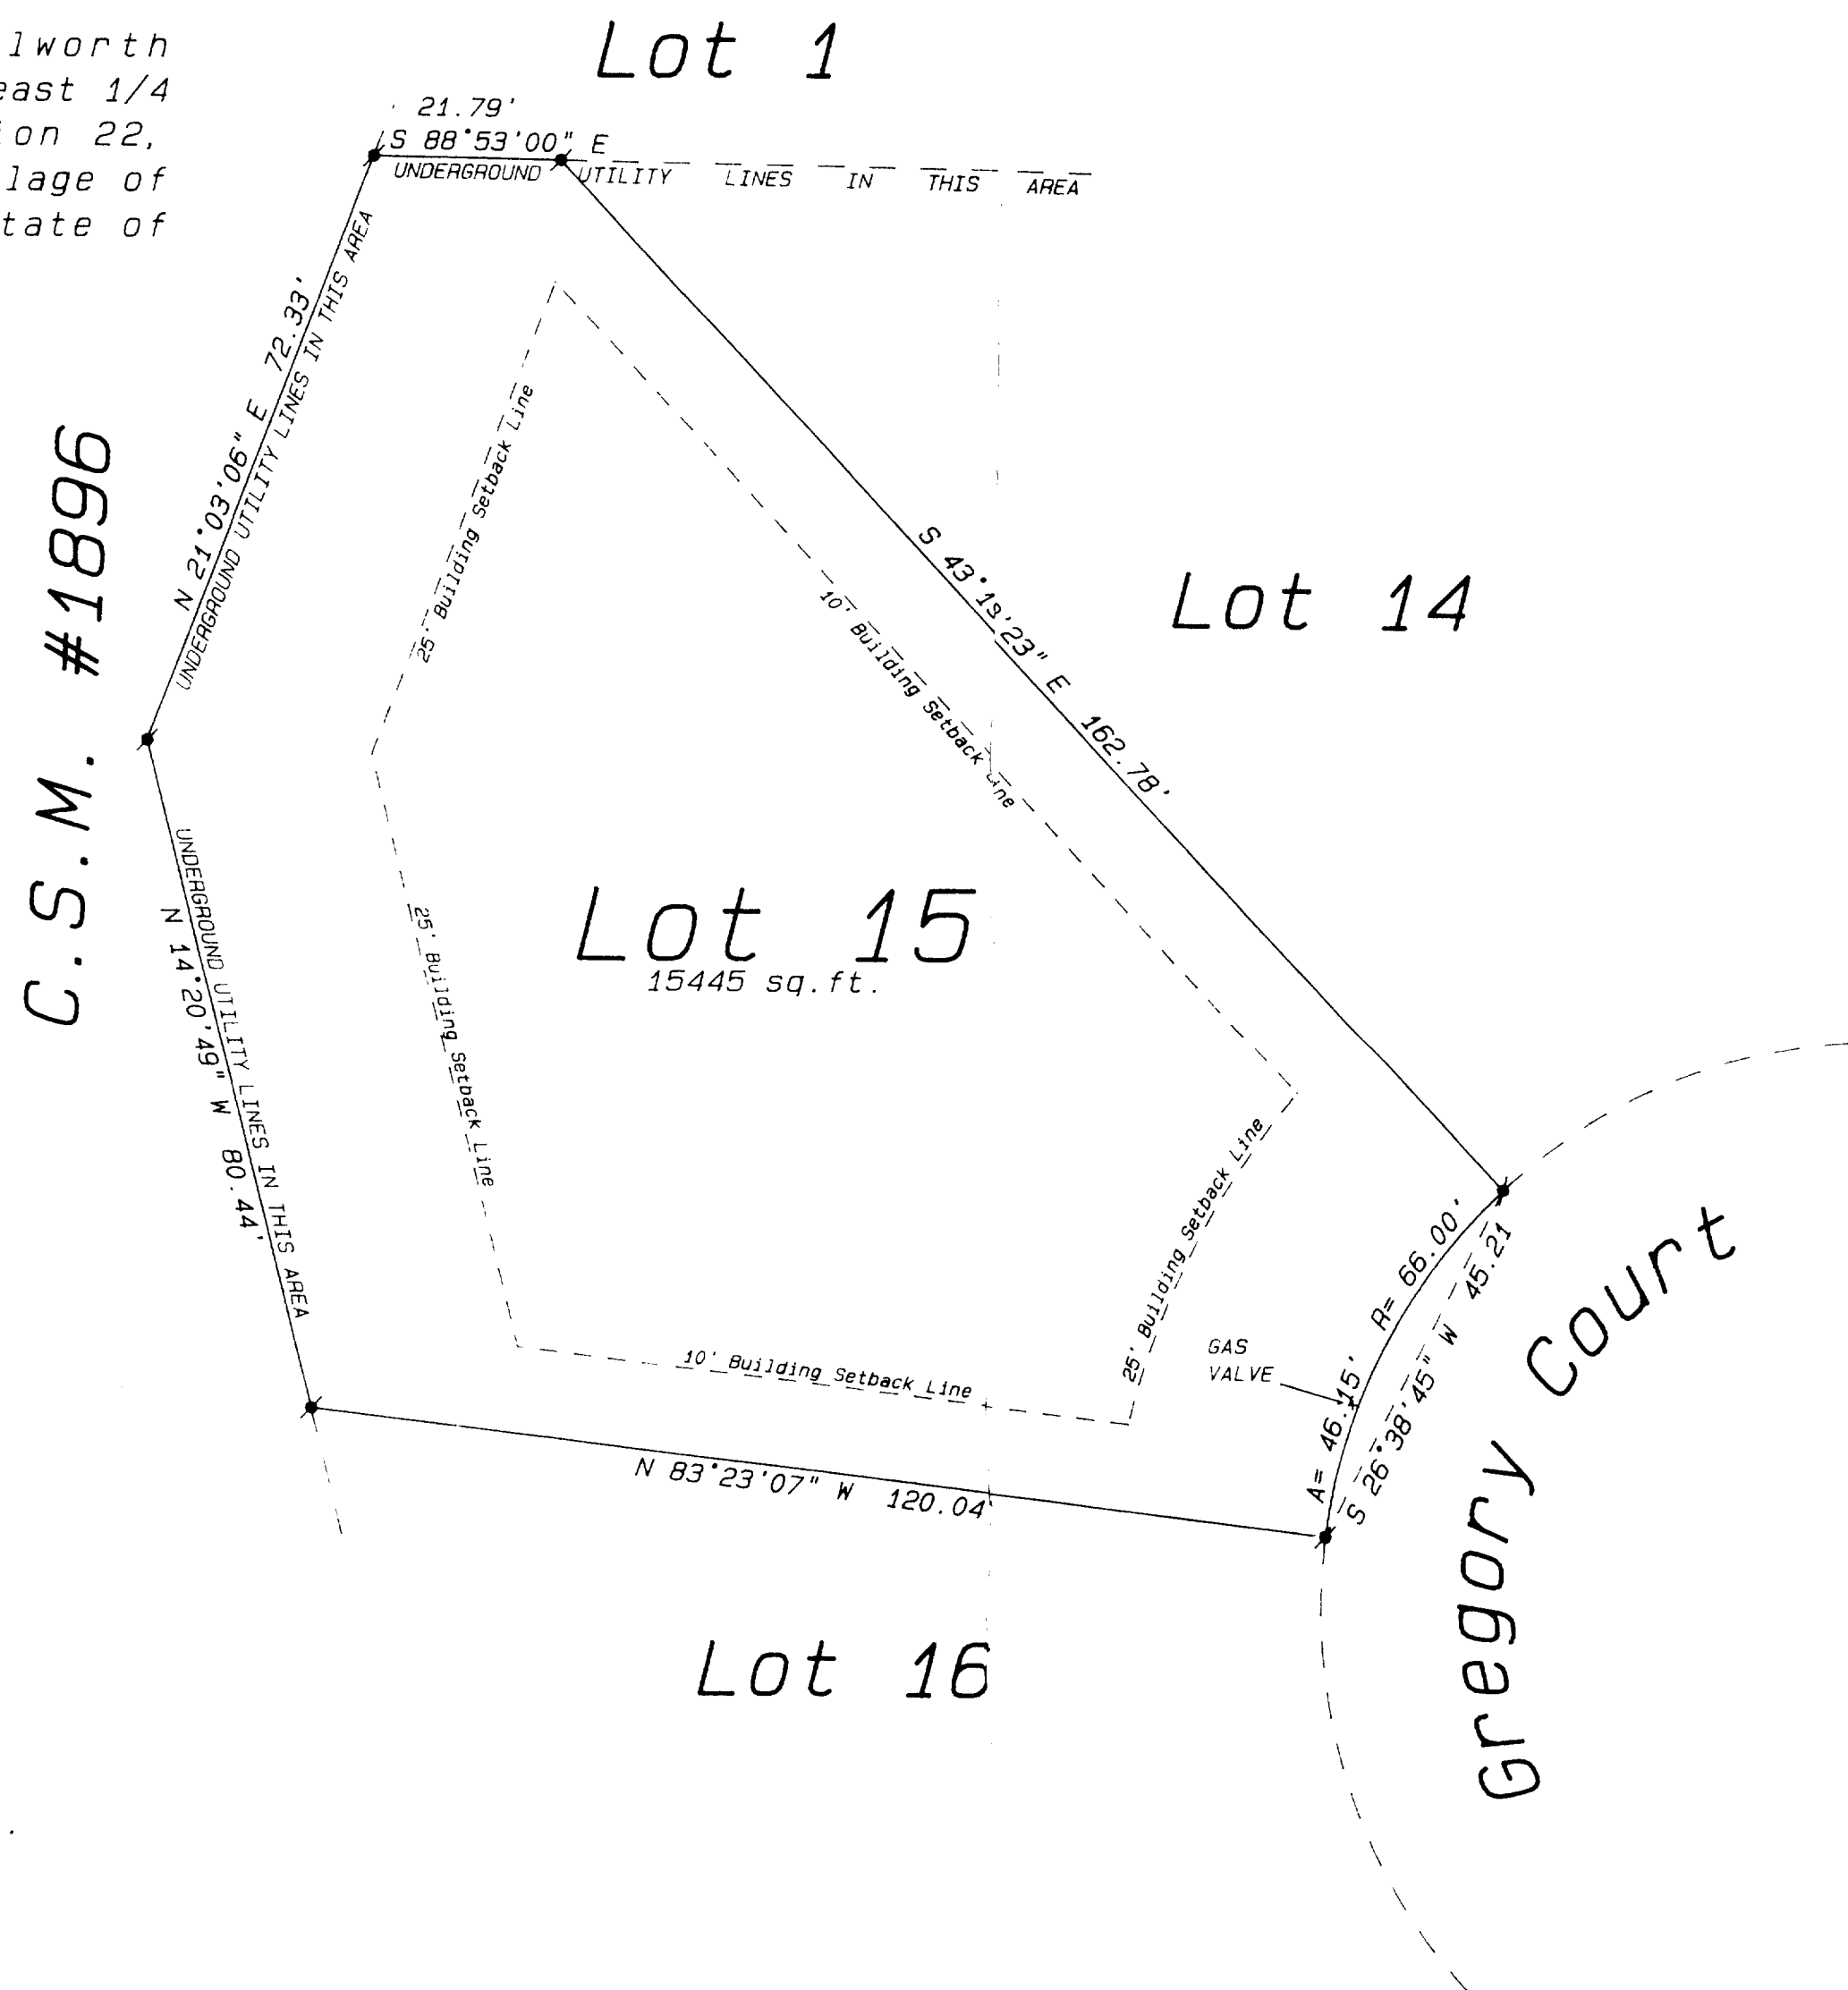 lworth
east 1/4
on 22,
lage of
tate of
Lot 1
21.79'
S 88°53'00" E
UNDERGROUND UTILITY LINES IN THIS AREA
N 21°03'06" E 72.33'
UNDERGROUND UTILITY LINES IN THIS AREA
25' Building Setback Line
C.S.M. #1896
S 43°19'23" E 162.78'
10' Building Setback Line
Lot 14
Lot 15
15445 sq.ft.
UNDERGROUND UTILITY LINES IN THIS AREA
N 14°20'49" W 80.44'
25' Building Setback Line
25' Building Setback Line
10' Building Setback Line
GAS
VALVE
A= 46.15' R= 66.00'
S 26°38'45" W 45.21
N 83°23'07" W 120.04'
Gregory Court
Lot 16